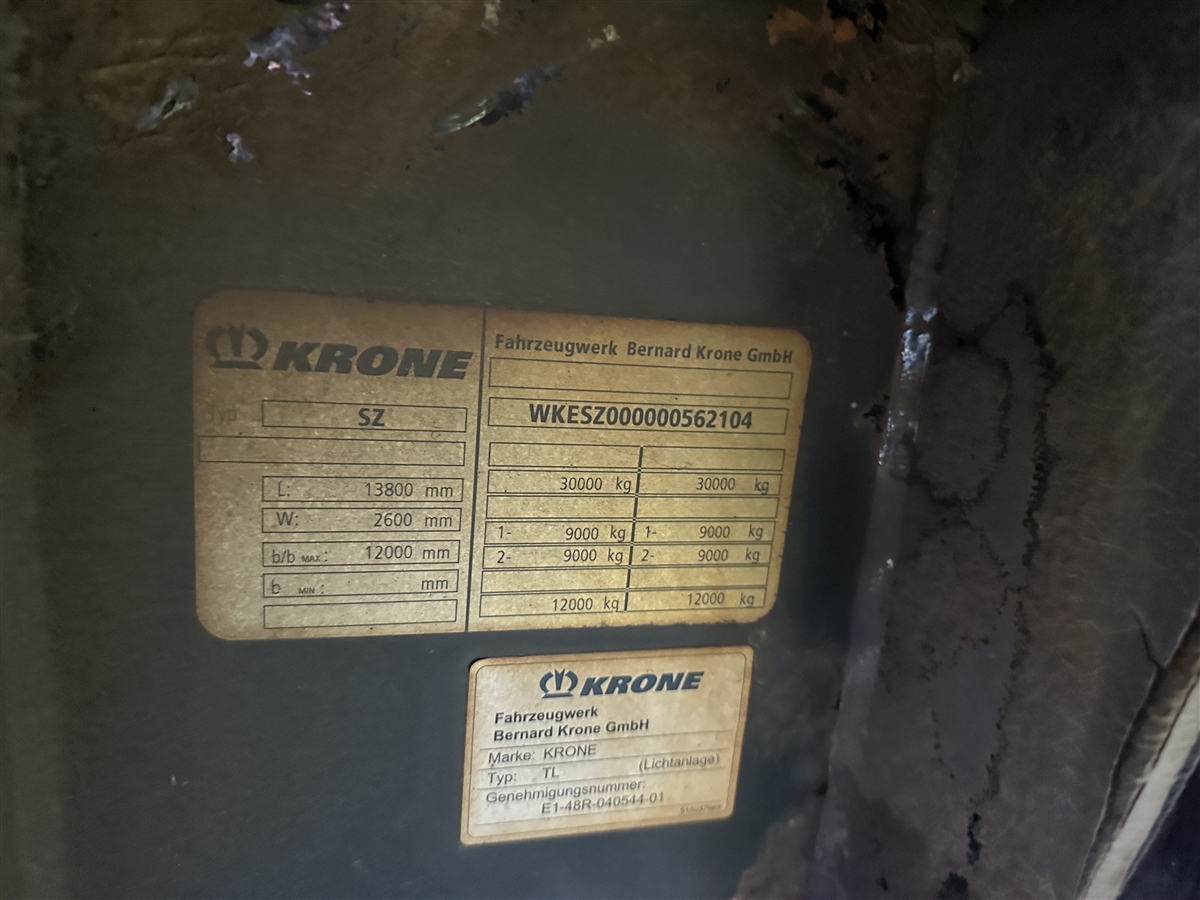 KRONE
Typ SZ
L: 13800 mm
W: 2600 mm
b/b MAX: 12000 mm
b MIN: mm
Fahrzeugwerk Bernard Krone GmbH
WKESZ000000562104
30000 kg 30000 kg
1- 9000 kg 1- 9000 kg
2- 9000 kg 2- 9000 kg
12000 kg 12000 kg
KRONE
Fahrzeugwerk
Bernard Krone GmbH
Marke: KRONE
Typ: TL (Lichtanlage)
Genehmigungsnummer:
E1-48R-040544-01